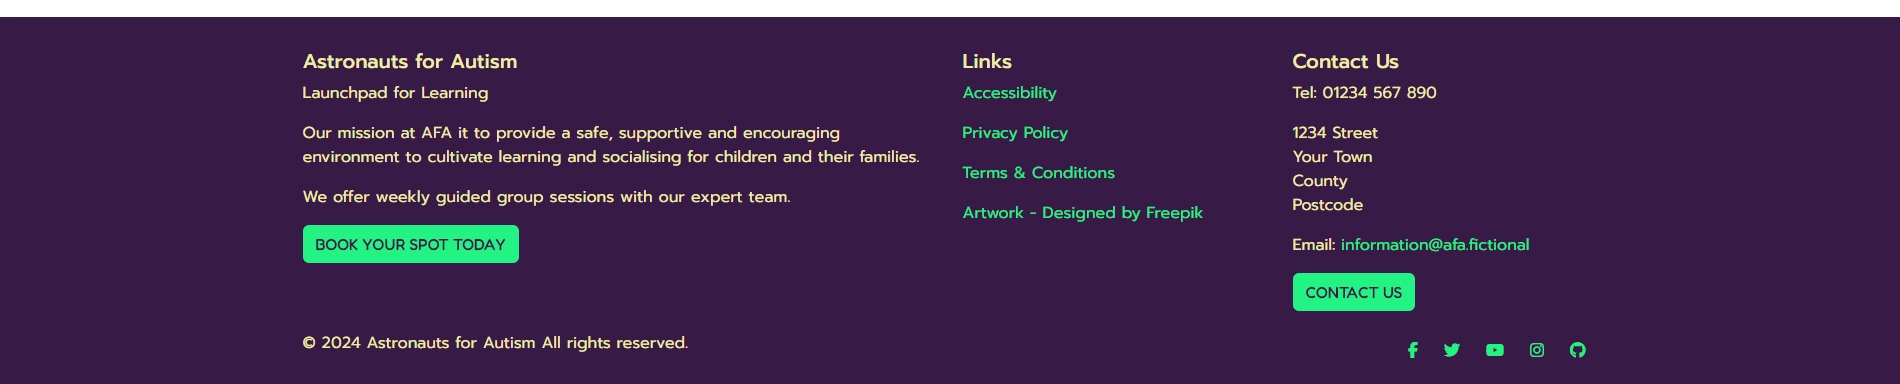 Astronauts for Autism
Launchpad for Learning
Our mission at AFA it to provide a safe, supportive and encouraging
environment to cultivate learning and socialising for children and their families.
We offer weekly guided group sessions with our expert team.
BOOK YOUR SPOT TODAY
Links
Accessibility
Privacy Policy
Terms & Conditions
Artwork - Designed by Freepik
Contact Us
Tel: 01234 567 890
1234 Street
Your Town
County
Postcode
Email: information@afa.fictional
CONTACT US
© 2024 Astronauts for Autism All rights reserved.